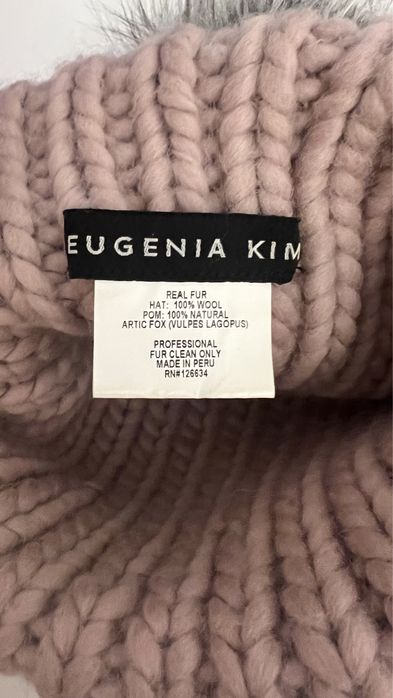 EUGENIA KIM
REAL FUR
HAT: 100% WOOL
POM: 100% NATURAL
ARTIC FOX (VULPES LAGOPUS)
PROFESSIONAL
FUR CLEAN ONLY
MADE IN PERU
RN#126634